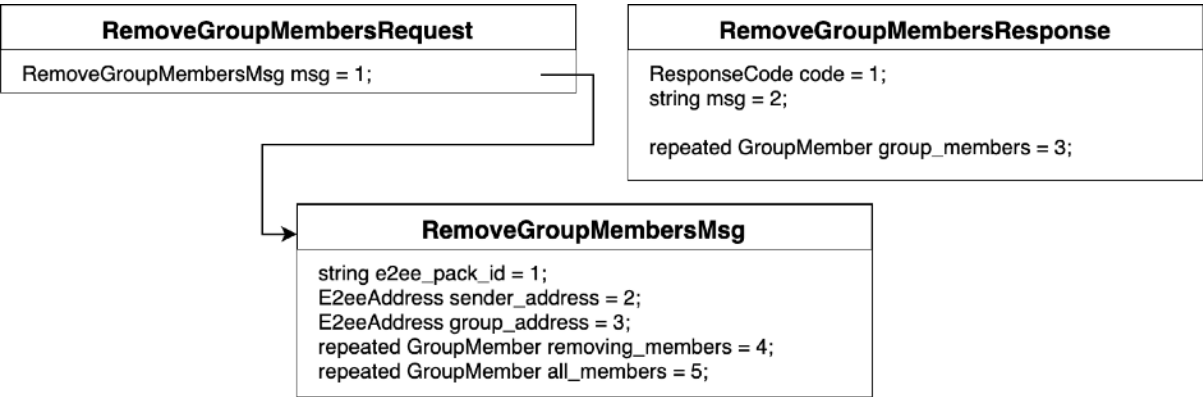 RemoveGroupMembersRequest
RemoveGroupMembersMsg msg = 1;
RemoveGroupMembersResponse
ResponseCode code = 1;
string msg = 2;
repeated GroupMember group_members = 3;
RemoveGroupMembersMsg
string e2ee_pack_id = 1;
E2eeAddress sender_address = 2;
E2eeAddress group_address = 3;
repeated GroupMember removing_members = 4;
repeated GroupMember all_members = 5;